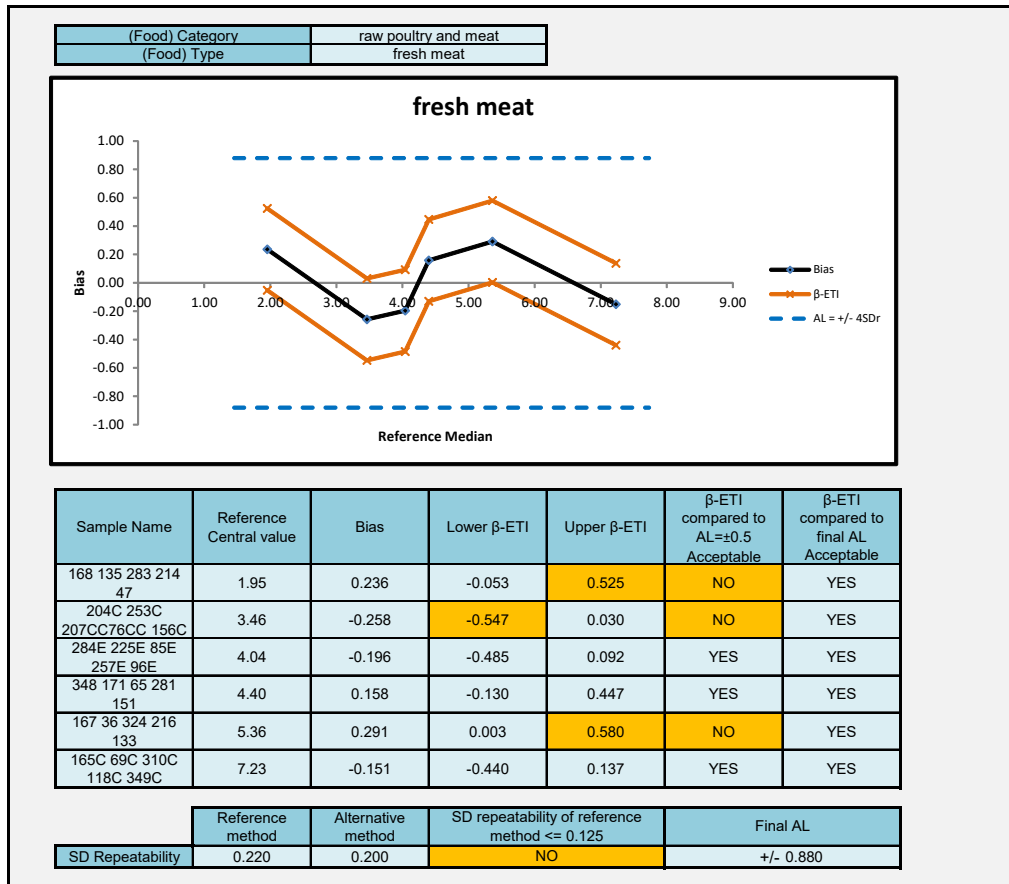 (Food) Category raw poultry and meat
(Food) Type fresh meat
fresh meat
1.00
0.80
0.60
0.40
0.20
0.00
-0.20
-0.40
-0.60
-0.80
-1.00
Bias
0.00 1.00 2.00 3.00 4.00 5.00 6.00 7.00 8.00 9.00
Reference Median
Bias
β-ETI
AL = +/- 4SDr
Sample Name Reference Central value Bias Lower β-ETI Upper β-ETI β-ETI compared to AL=±0.5 Acceptable β-ETI compared to final AL Acceptable
168 135 283 214 47 1.95 0.236 -0.053 0.525 NO YES
204C 253C 207CC76CC 156C 3.46 -0.258 -0.547 0.030 NO YES
284E 225E 85E 257E 96E 4.04 -0.196 -0.485 0.092 YES YES
348 171 65 281 151 4.40 0.158 -0.130 0.447 YES YES
167 36 324 216 133 5.36 0.291 0.003 0.580 NO YES
165C 69C 310C 118C 349C 7.23 -0.151 -0.440 0.137 YES YES
Reference method Alternative method SD repeatability of reference method <= 0.125 Final AL
SD Repeatability 0.220 0.200 NO +/- 0.880